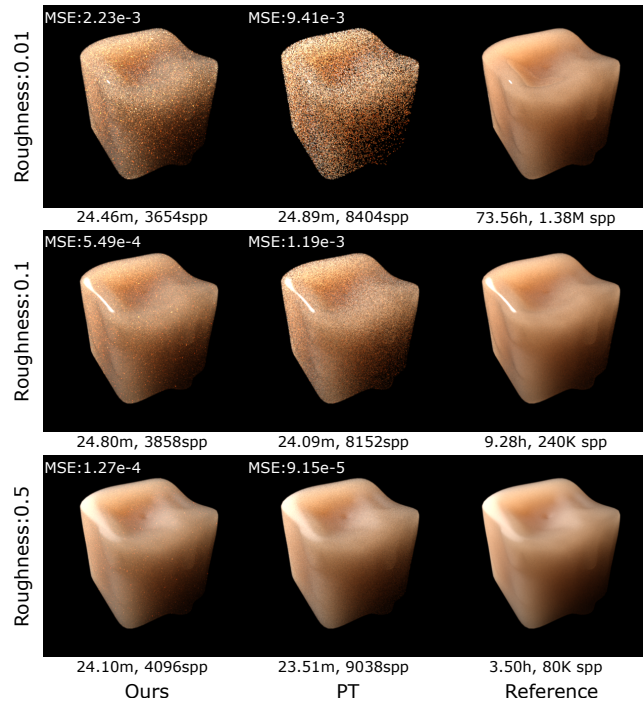 Roughness:0.01
MSE:2.23e-3
MSE:9.41e-3
24.46m, 3654spp
24.89m, 8404spp
73.56h, 1.38M spp
Roughness:0.1
MSE:5.49e-4
MSE:1.19e-3
24.80m, 3858spp
24.09m, 8152spp
9.28h, 240K spp
Roughness:0.5
MSE:1.27e-4
MSE:9.15e-5
24.10m, 4096spp
23.51m, 9038spp
3.50h, 80K spp
Ours
PT
Reference